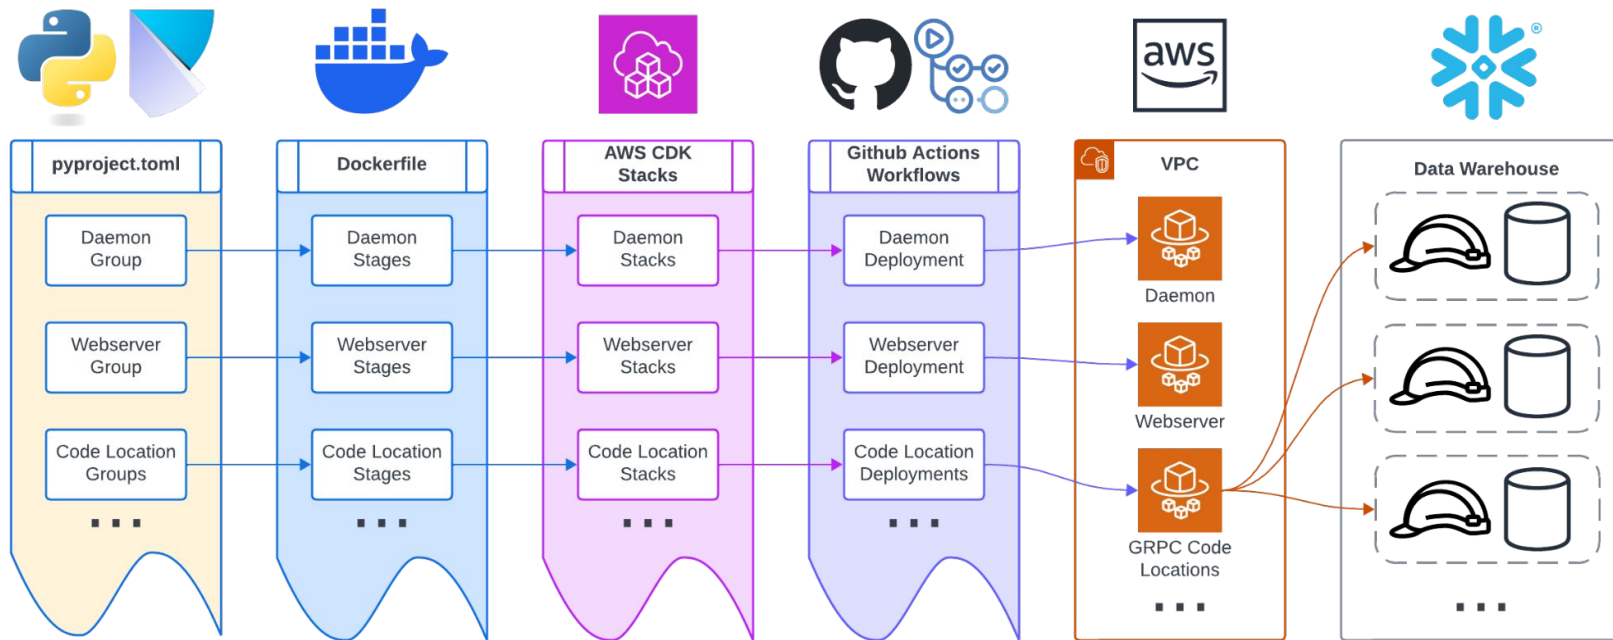 aws
®
pyproject.toml
Daemon
Group
Webserver
Group
Code Location
Groups
Dockerfile
Daemon
Stages
Webserver
Stages
Code Location
Stages
AWS CDK
Stacks
Daemon
Stacks
Webserver
Stacks
Code Location
Stacks
Github Actions
Workflows
Daemon
Deployment
Webserver
Deployment
Code Location
Deployments
VPC
Daemon
Webserver
GRPC Code
Locations
Data Warehouse